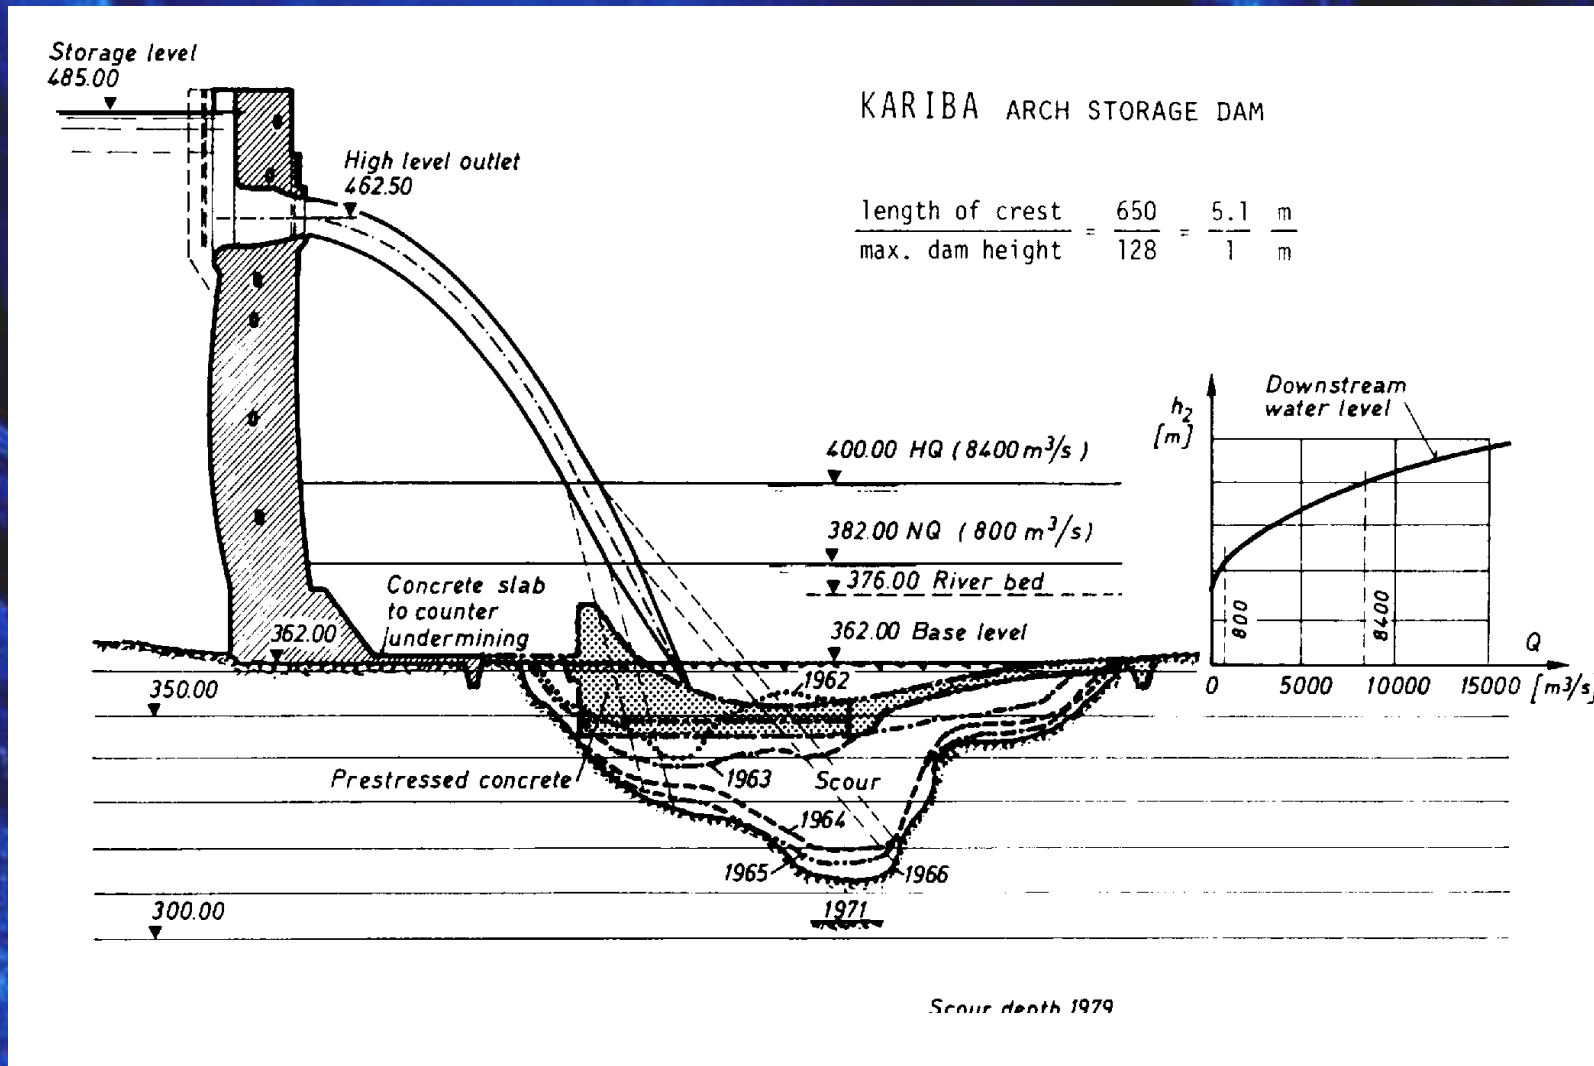 Storage level
485.00
KARIBA ARCH STORAGE DAM
High level outlet
462.50
length of crest
max. dam height
=
650
128
=
5.1
1
m
m
Downstream
water level
h2
[m]
400.00 HQ (8400 m³/s)
382.00 NQ (800 m³/s)
376.00 River bed
Concrete slab
to counter
undermining
362.00
362.00 Base level
800
8400
Q
0 5000 10000 15000 [m³/s]
350.00
1962
Prestressed concrete
1963
Scour
1964
1965
1966
300.00
1971
Scour depth 1979